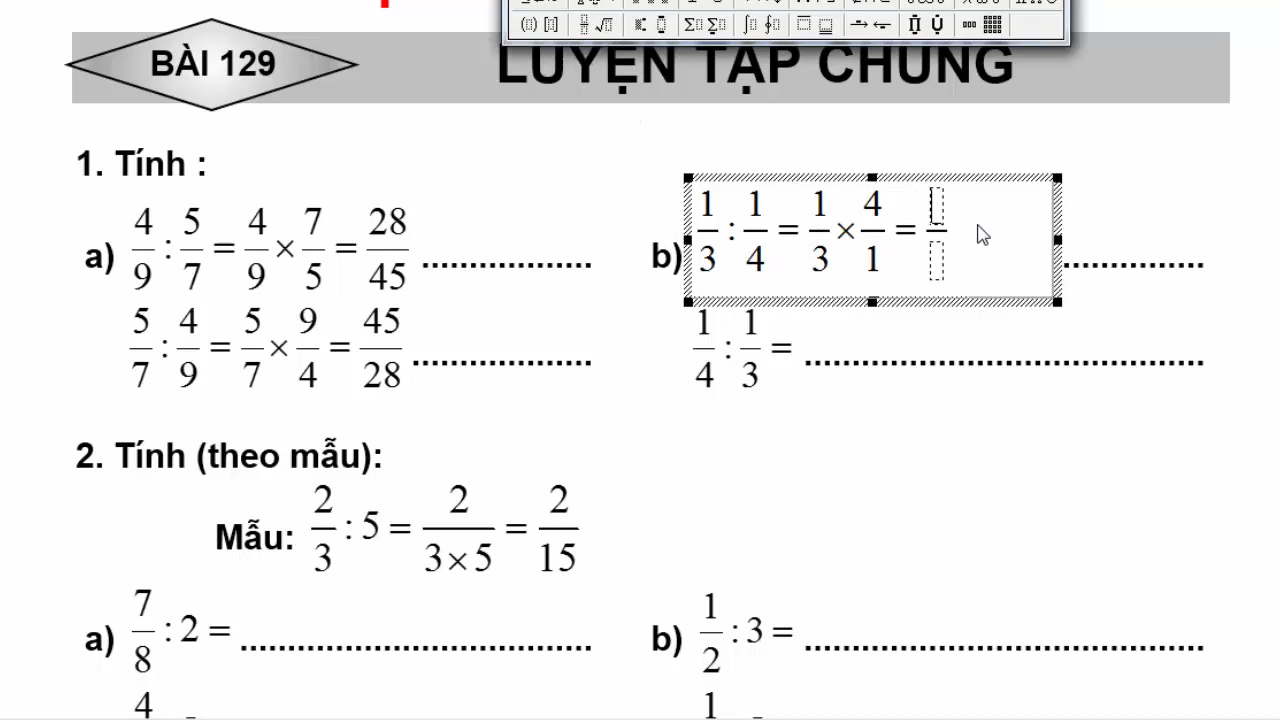 BÀI 129
LUYỆN TẬP CHUNG
1. Tính :
a) 4/9 : 5/7 = 4/9 × 7/5 = 28/45 ..................
b) 1/3 : 1/4 = 1/3 × 4/1 = ...............
5/7 : 4/9 = 5/7 × 9/4 = 45/28 ...................
1/4 : 1/3 = ..........................................
2. Tính (theo mẫu):
Mẫu: 2/3 : 5 = 2/(3×5) = 2/15
a) 7/8 : 2 = .....................................
b) 1/2 : 3 = ..........................................
4
1